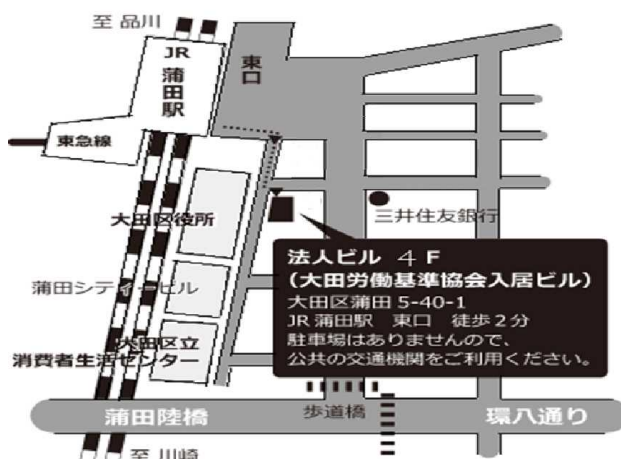 至 品川
JR
蒲田駅
東口
東急線
大田区役所
三井住友銀行
法人ビル 4F
(大田労働基準協会入居ビル)
大田区蒲田 5-40-1
JR 蒲田駅 東口 徒歩2分
駐車場はありませんので、
公共の交通機関をご利用ください。
蒲田シティービル
大田区立
消費者生活センター
蒲田陸橋
歩道橋
環八通り
至 川崎